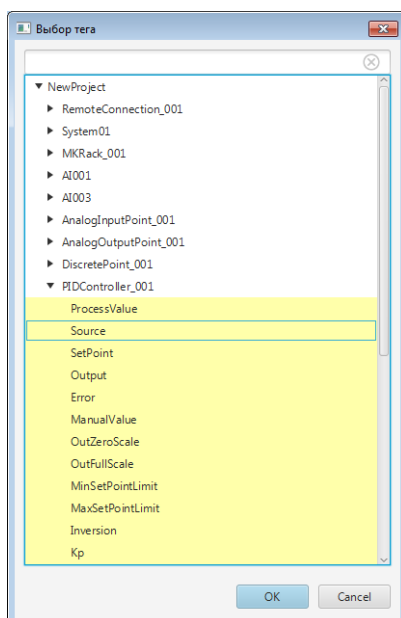 Выбор тега
NewProject
RemoteConnection_001
System01
MKRack_001
AI001
AI003
AnalogInputPoint_001
AnalogOutputPoint_001
DiscretePoint_001
PIDController_001
ProcessValue
Source
SetPoint
Output
Error
ManualValue
OutZeroScale
OutFullScale
MinSetPointLimit
MaxSetPointLimit
Inversion
Kp
OK Cancel